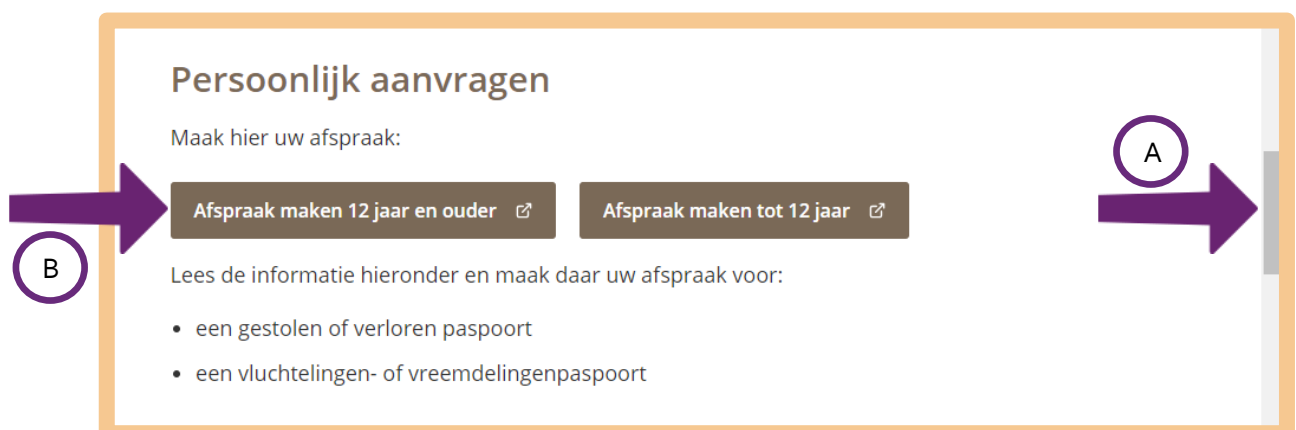 Persoonlijk aanvragen
Maak hier uw afspraak:
A
Afspraak maken 12 jaar en ouder
Afspraak maken tot 12 jaar
B
Lees de informatie hieronder en maak daar uw afspraak voor:
• een gestolen of verloren paspoort
• een vluchtelingen- of vreemdelingenpaspoort